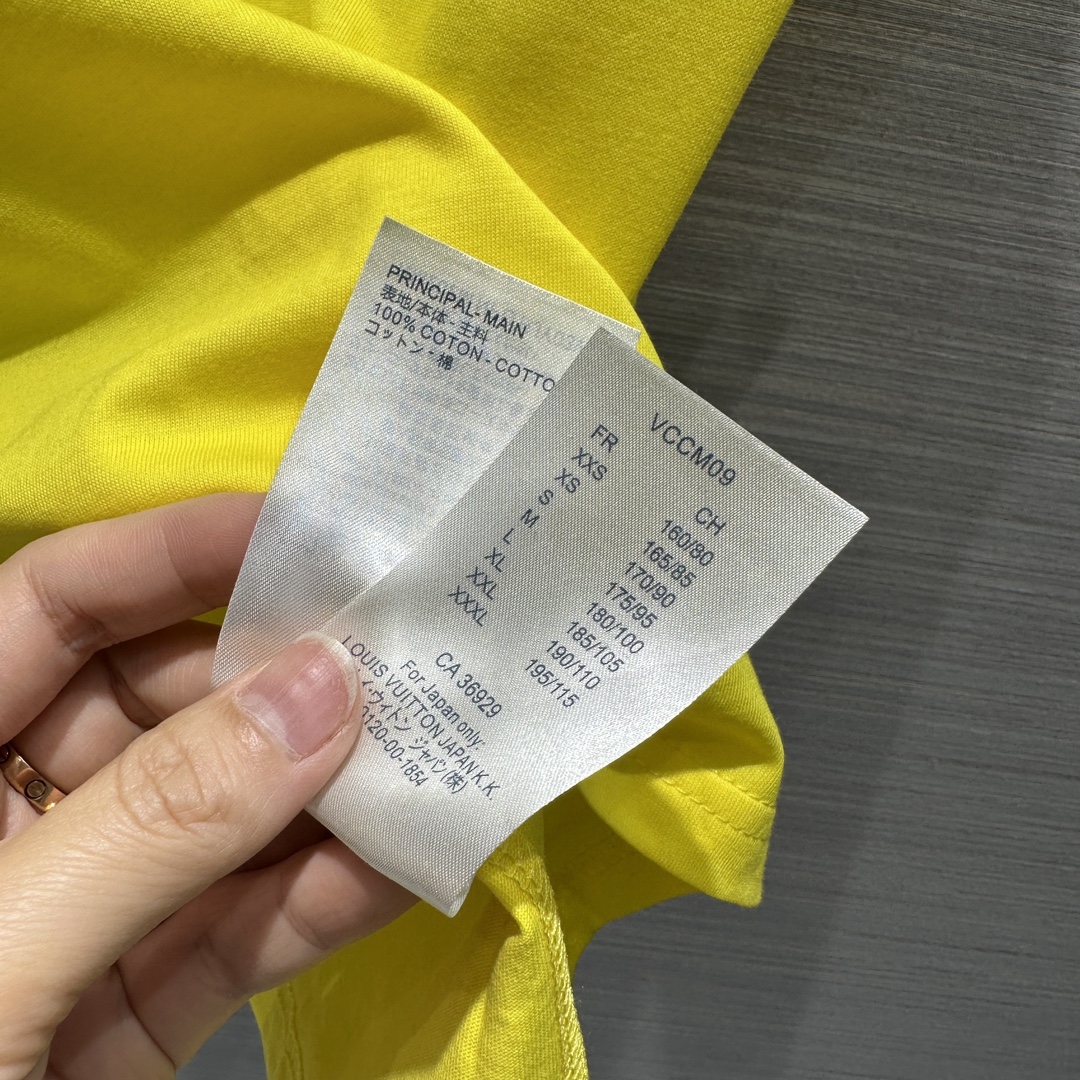 PRINCIPAL- MAIN
表地/本体 - 主料
100% COTON - COTTO
コットン - 棉
VCCM09
FR CH
XXS 160/80
XS 165/85
S 170/90
M 175/95
L 180/100
XL 185/105
XXL 190/110
XXXL 195/115
CA 36929
For Japan only:
LOUIS VUITTON JAPAN K.K.
イ・ウィトン ジャパン(株)
0120-00-1854